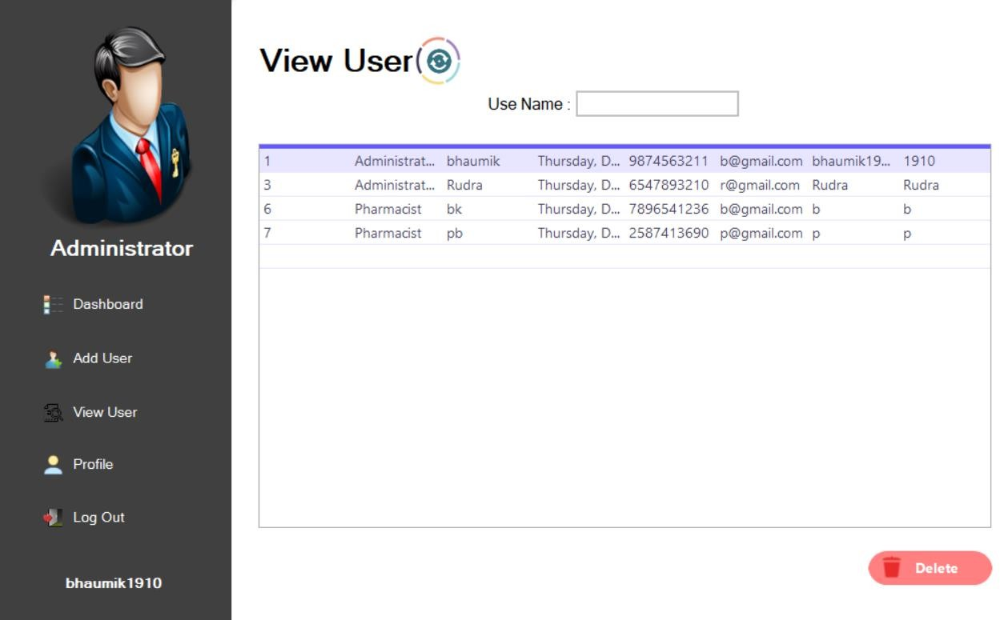 Administrator
Dashboard
Add User
View User
Profile
Log Out
bhaumik1910
View User
Use Name :
1 Administrat... bhaumik Thursday, D... 9874563211 b@gmail.com bhaumik19... 1910
3 Administrat... Rudra Thursday, D... 6547893210 r@gmail.com Rudra Rudra
6 Pharmacist bk Thursday, D... 7896541236 b@gmail.com b b
7 Pharmacist pb Thursday, D... 2587413690 p@gmail.com p p
Delete